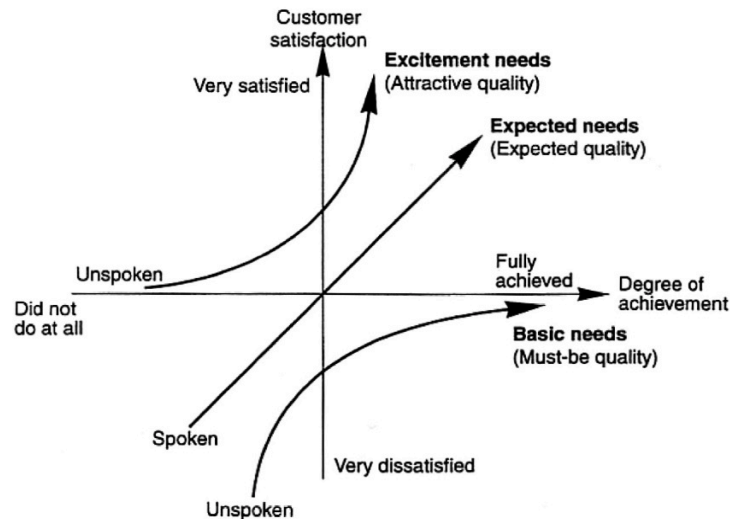 Customer
satisfaction
Very satisfied
Excitement needs
(Attractive quality)
Expected needs
(Expected quality)
Unspoken
Fully
achieved
Degree of
achievement
Did not
do at all
Basic needs
(Must-be quality)
Spoken
Very dissatisfied
Unspoken